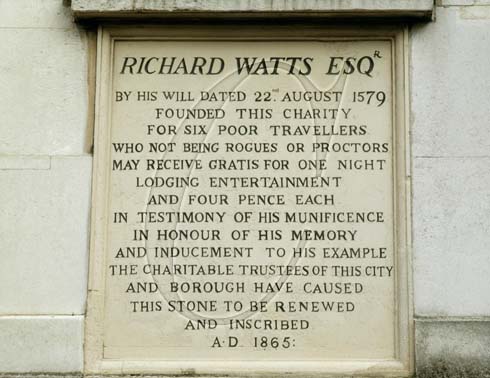 RICHARD WATTS ESQR
BY HIS WILL DATED 22ND. AUGUST 1579
FOUNDED THIS CHARITY
FOR SIX POOR TRAVELLERS
WHO NOT BEING ROGUES OR PROCTORS
MAY RECEIVE GRATIS FOR ONE NIGHT
LODGING ENTERTAINMENT
AND FOUR PENCE EACH
IN TESTIMONY OF HIS MUNIFICENCE
IN HONOUR OF HIS MEMORY
AND INDUCEMENT TO HIS EXAMPLE
THE CHARITABLE TRUSTEES OF THIS CITY
AND BOROUGH HAVE CAUSED
THIS STONE TO BE RENEWED
AND INSCRIBED
A·D 1865: